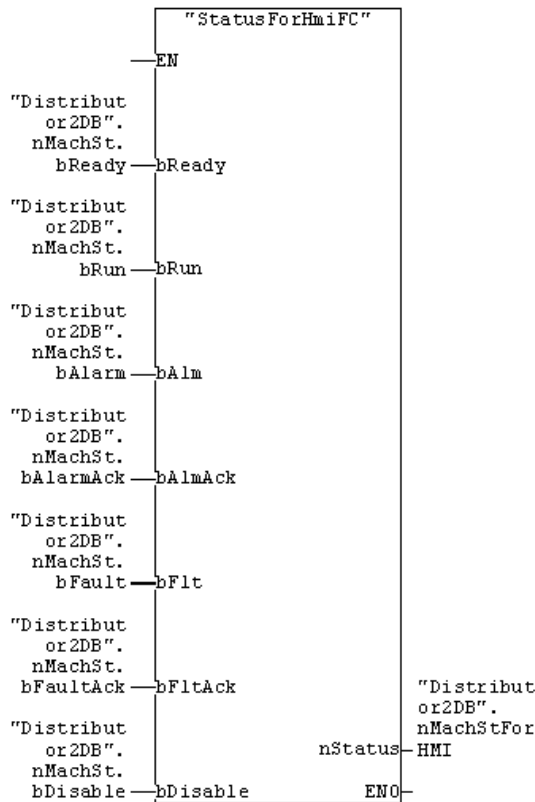 "StatusForHmiFC"
EN
"Distribut
or2DB".
nMachSt.
bReady bReady
"Distribut
or2DB".
nMachSt.
bRun bRun
"Distribut
or2DB".
nMachSt.
bAlarm bAlm
"Distribut
or2DB".
nMachSt.
bAlarmAck bAlmAck
"Distribut
or2DB".
nMachSt.
bFault bFlt
"Distribut
or2DB".
nMachSt.
bFaultAck bFltAck
"Distribut
or2DB".
nMachStFor
nStatus HMI
"Distribut
or2DB".
nMachSt.
bDisable bDisable ENO